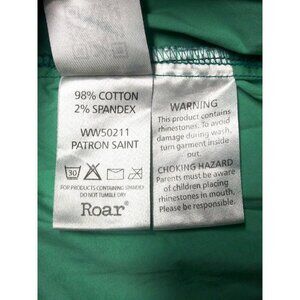 98% COTTON
2% SPANDEX
WW50211
PATRON SAINT
30
FOR PRODUCTS CONTAINING SPANDEX
DO NOT TUMBLE DRY
Roar®
WARNING
This product contains
rhinestones. To avoid
damage during wash,
turn garment inside
out.
CHOKING HAZARD
Parents must be aware
of children placing
rhinestones in mouth.
Please be responsible.